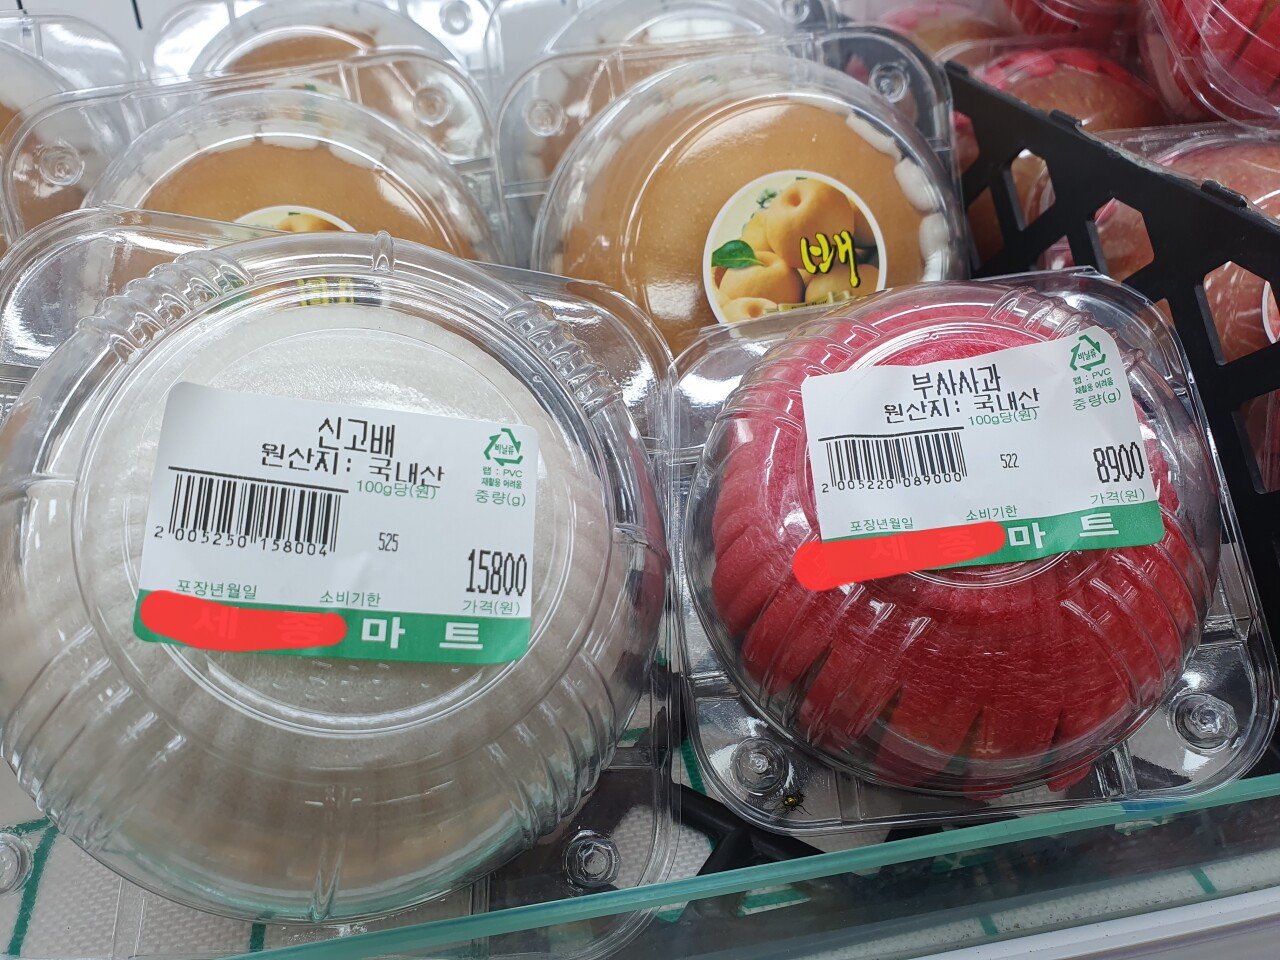 배
신고배
원산지: 국내산
비닐류
랩 : PVC
재활용 어려움
100g당(원)
중량(g)
2 005250 158004
525
15800
포장년월일
소비기한
가격(원)
세종마트
부사사과
원산지: 국내산
비닐류
랩 : PVC
재활용 어려움
100g당(원)
중량(g)
2 005220 089000
522
8900
포장년월일
소비기한
가격(원)
세종마트